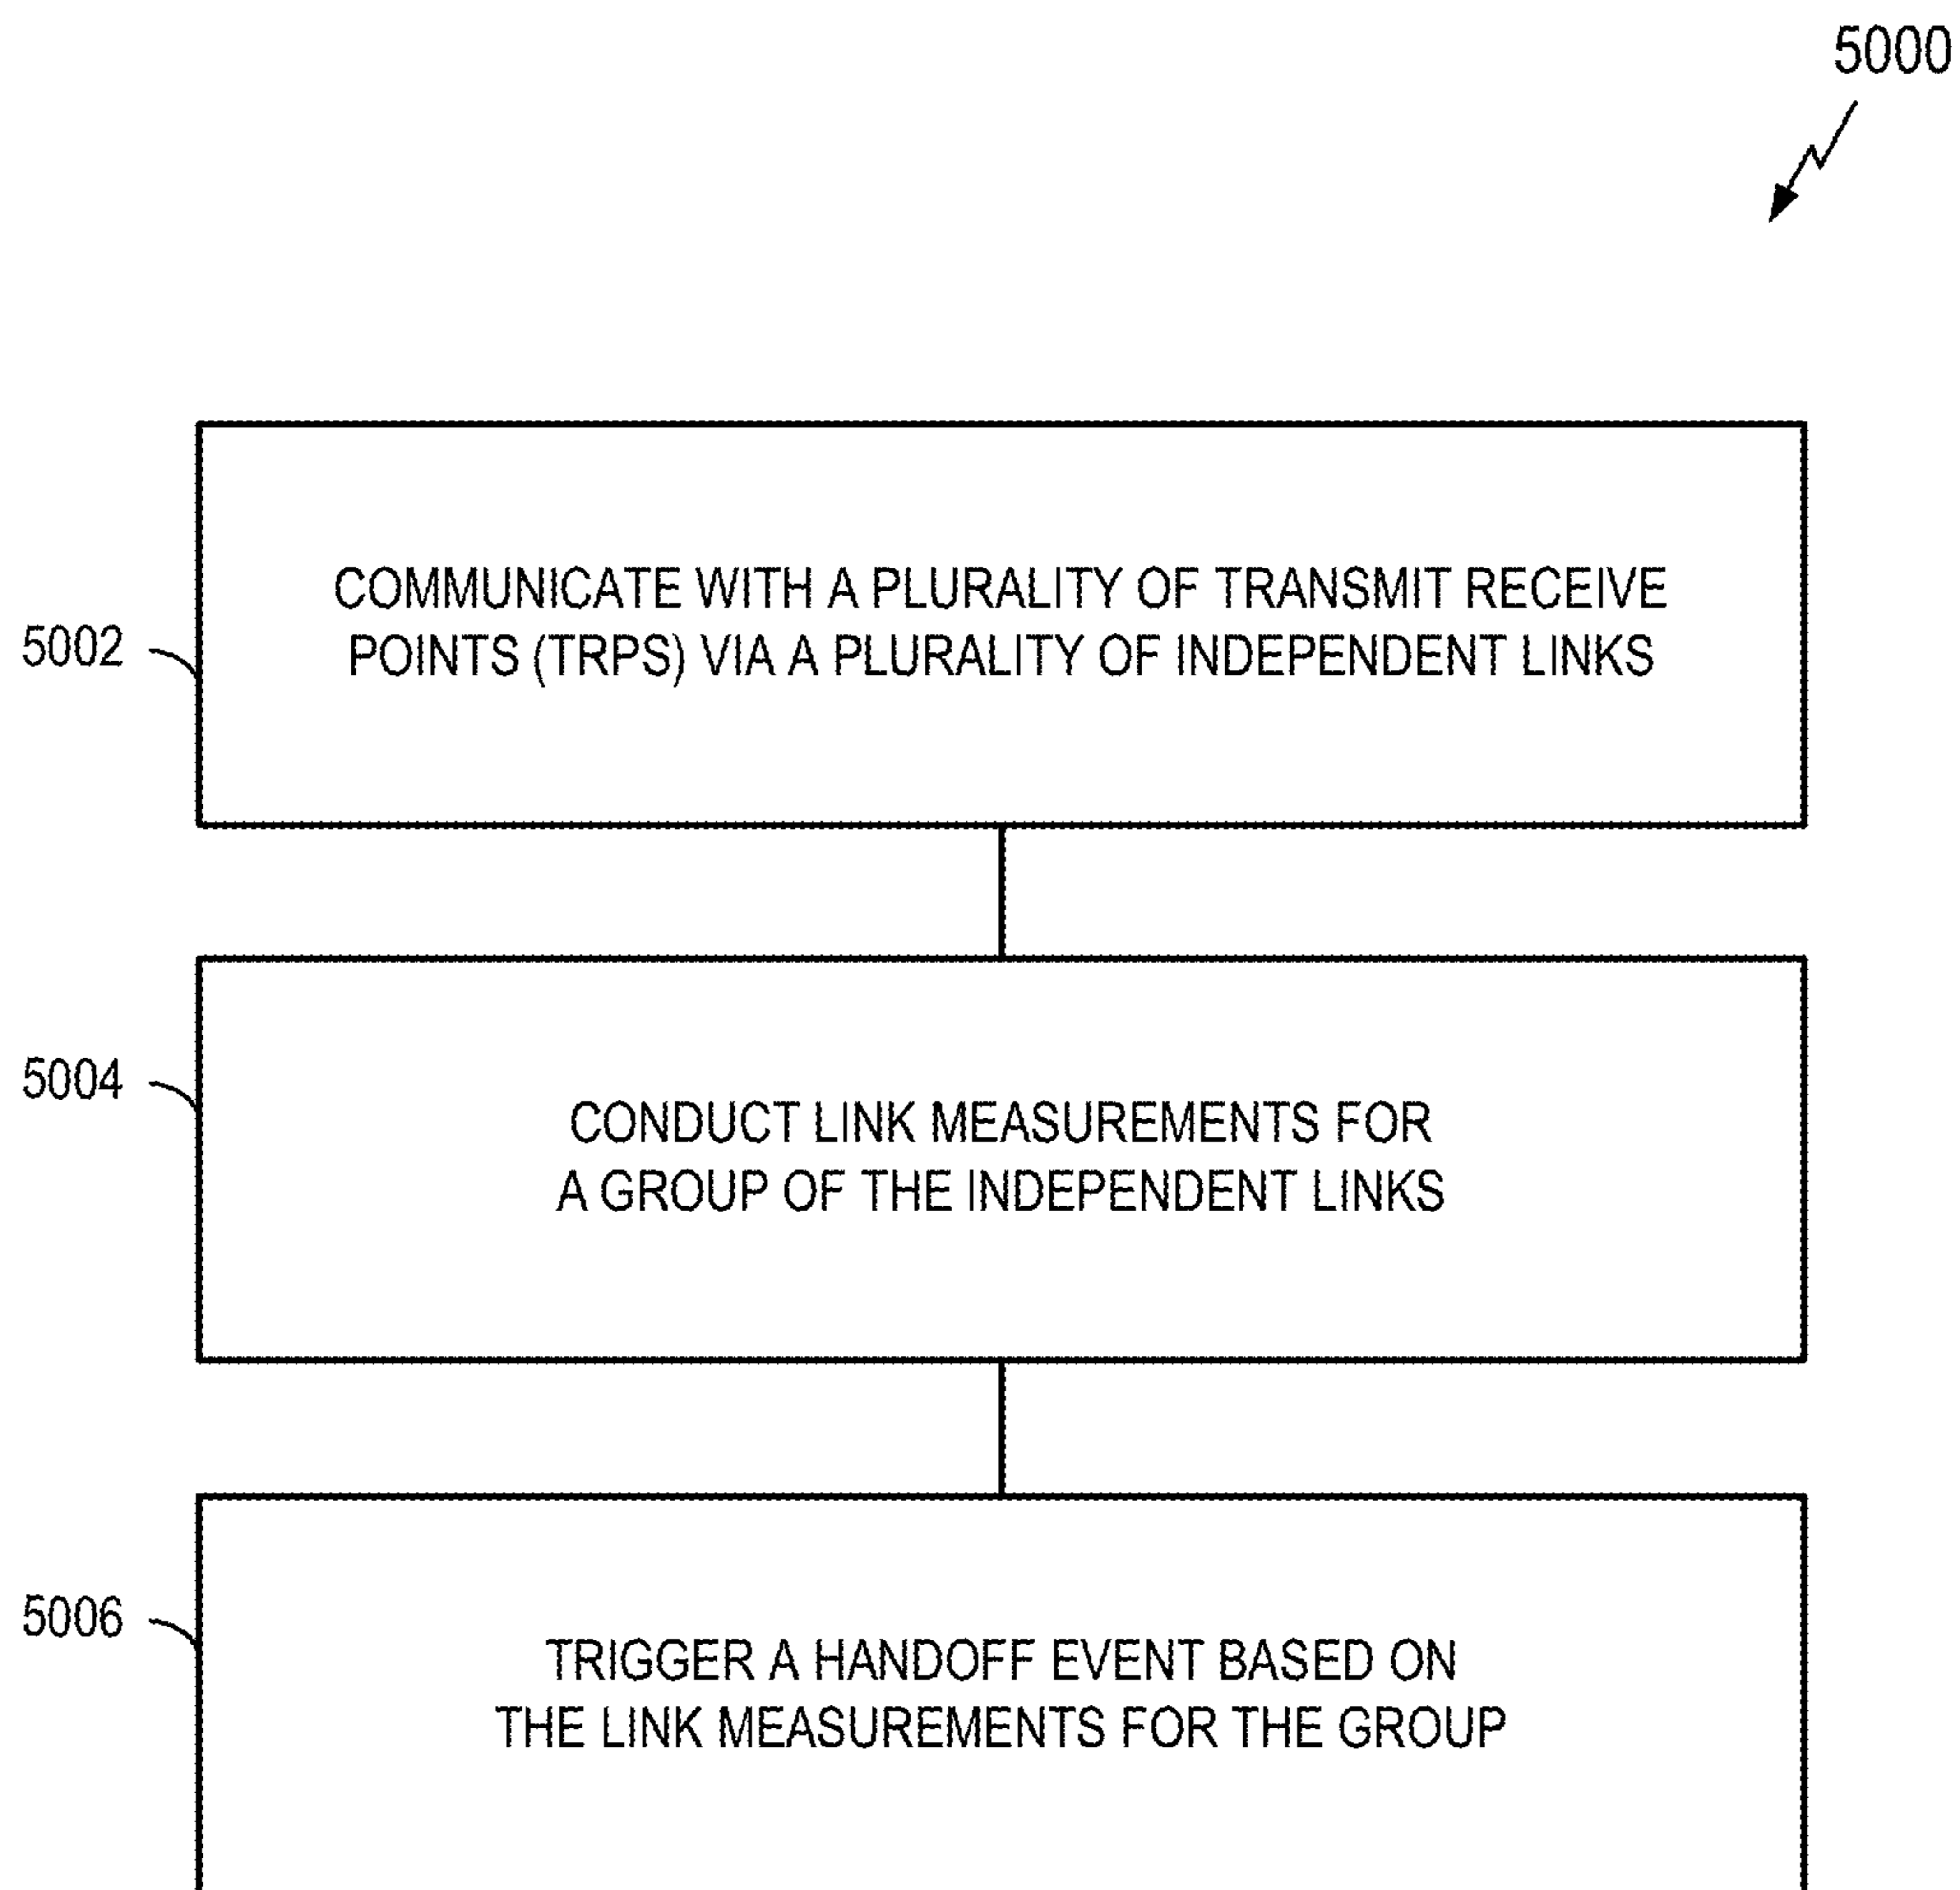 5000
COMMUNICATE WITH A PLURALITY OF TRANSMIT RECEIVE
POINTS (TRPS) VIA A PLURALITY OF INDEPENDENT LINKS
5002
CONDUCT LINK MEASUREMENTS FOR
A GROUP OF THE INDEPENDENT LINKS
5004
TRIGGER A HANDOFF EVENT BASED ON
THE LINK MEASUREMENTS FOR THE GROUP
5006